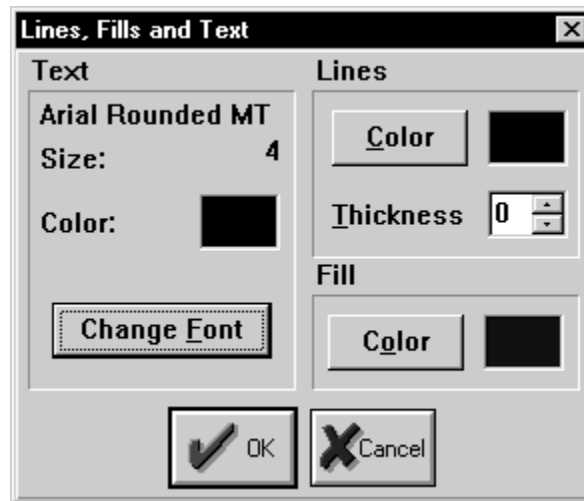 Lines, Fills and Text
Text
Arial Rounded MT
Size: 4
Color:
Change Font
Lines
Color
Thickness 0
Fill
Color
OK
Cancel